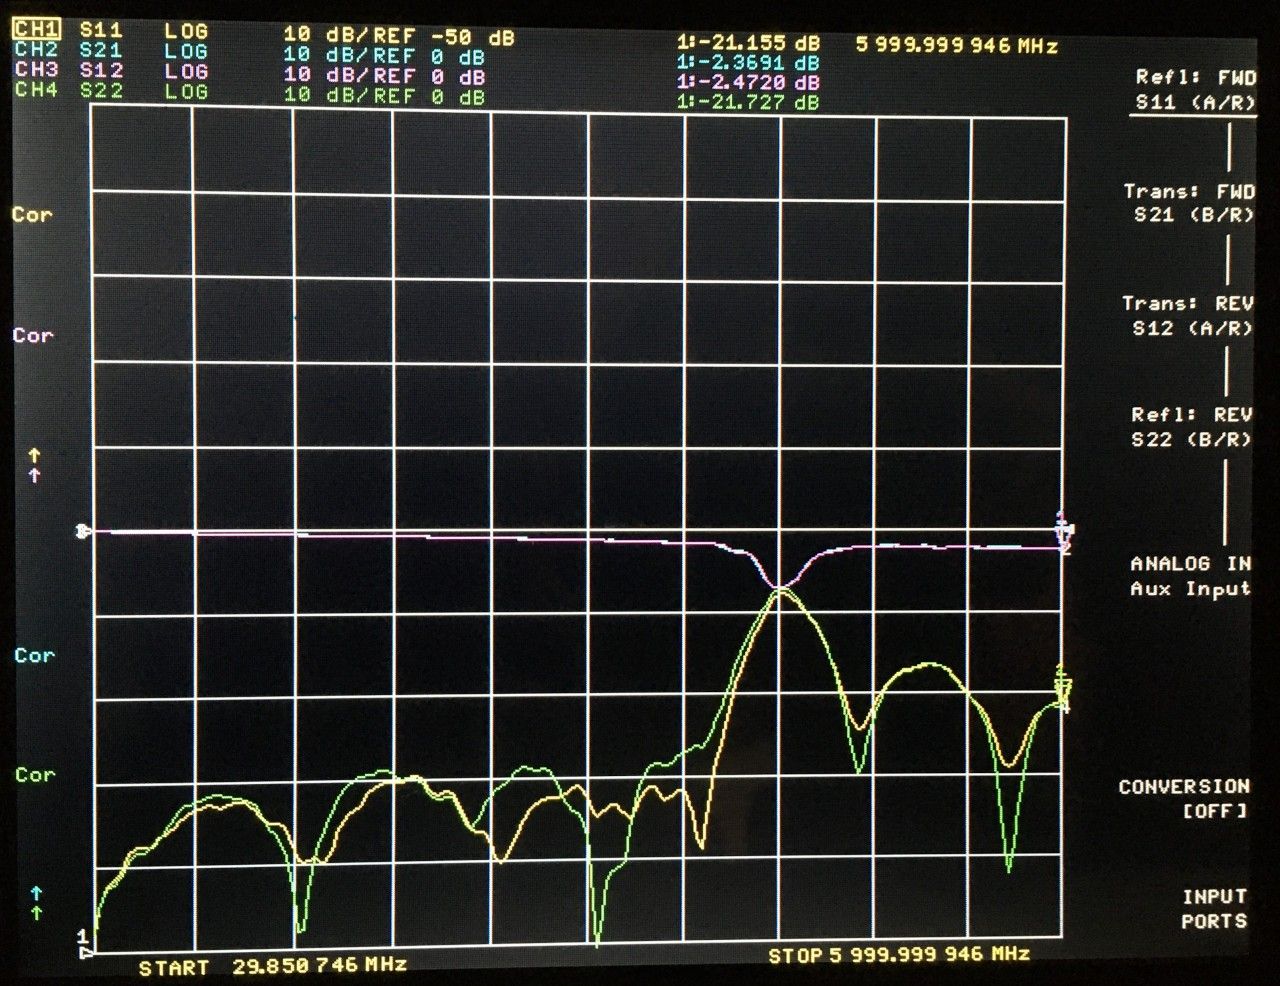 CH1 S11 LOG 10 dB/REF -50 dB 1:-21.155 dB 5 999.999 946 MHz
CH2 S21 LOG 10 dB/REF 0 dB 1:-2.3691 dB
CH3 S12 LOG 10 dB/REF 0 dB 1:-2.4720 dB
CH4 S22 LOG 10 dB/REF 0 dB 1:-21.727 dB
Refl: FWD
S11 (A/R)
Trans: FWD
S21 (B/R)
Cor
Trans: REV
S12 (A/R)
Cor
Refl: REV
S22 (B/R)
ANALOG IN
Aux Input
Cor
Cor
CONVERSION
[OFF]
INPUT
PORTS
1
START 29.850 746 MHz STOP 5 999.999 946 MHz